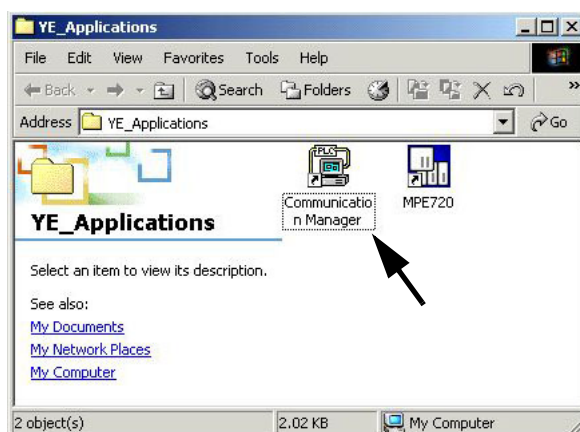 YE_Applications
File Edit View Favorites Tools Help
Back Search Folders »
Address YE_Applications Go
PLC
Communicatio
n Manager
MPE720
YE_Applications
Select an item to view its description.
See also:
My Documents
My Network Places
My Computer
2 object(s) 2.02 KB My Computer